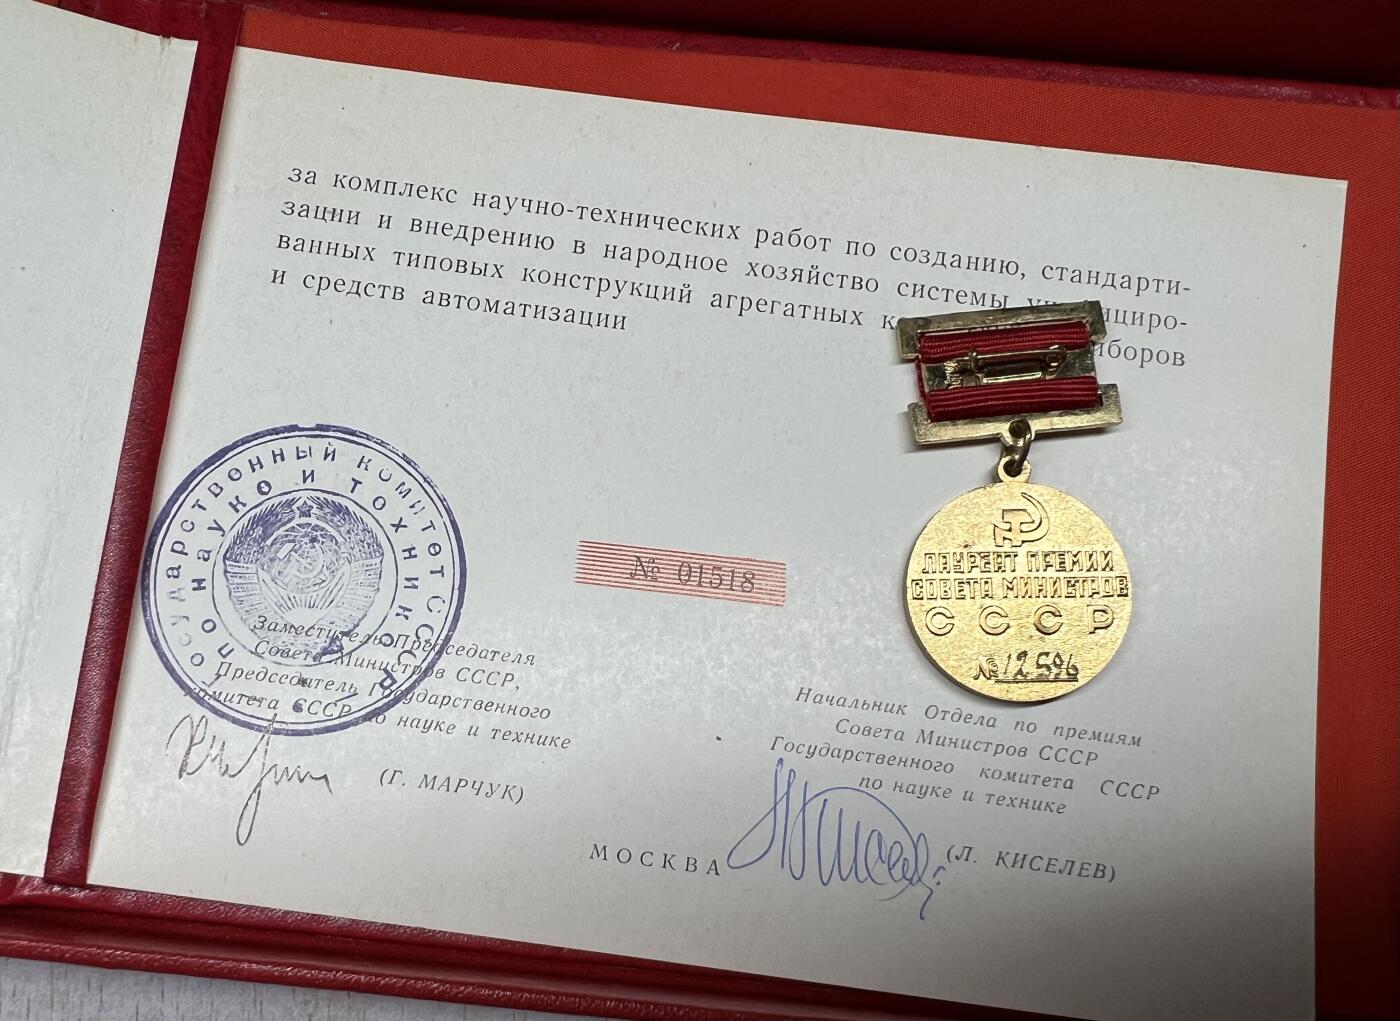 за комплекс научно-технических работ по созданию, стандарти-
зации и внедрению в народное хозяйство системы
ванных типовых конструкций агрегатных
и средств автоматизации
ГОСУДАРСТВЕННЫЙ КОМИТЕТ СССР
ПО НАУКЕ И ТЕХНИКЕ
№ 01518
Заместитель Председателя
Совета Министров СССР,
Председатель Государственного
комитета СССР по науке и технике
(Г. МАРЧУК)
ЛАУРЕАТ ПРЕМИИ
СОВЕТА МИНИСТРОВ
СССР
№ 12596
Начальник Отдела по премиям
Совета Министров СССР
Государственного комитета СССР
по науке и технике
(Л. КИСЕЛЕВ)
МОСКВА